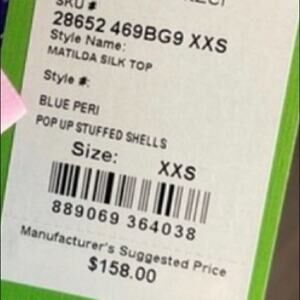 SKU #
28652 469BG9 XXS
Style Name:
MATILDA SILK TOP
Style #:
BLUE PERI
POP UP STUFFED SHELLS
Size: XXS
889069 364038
Manufacturer's Suggested Price
$158.00